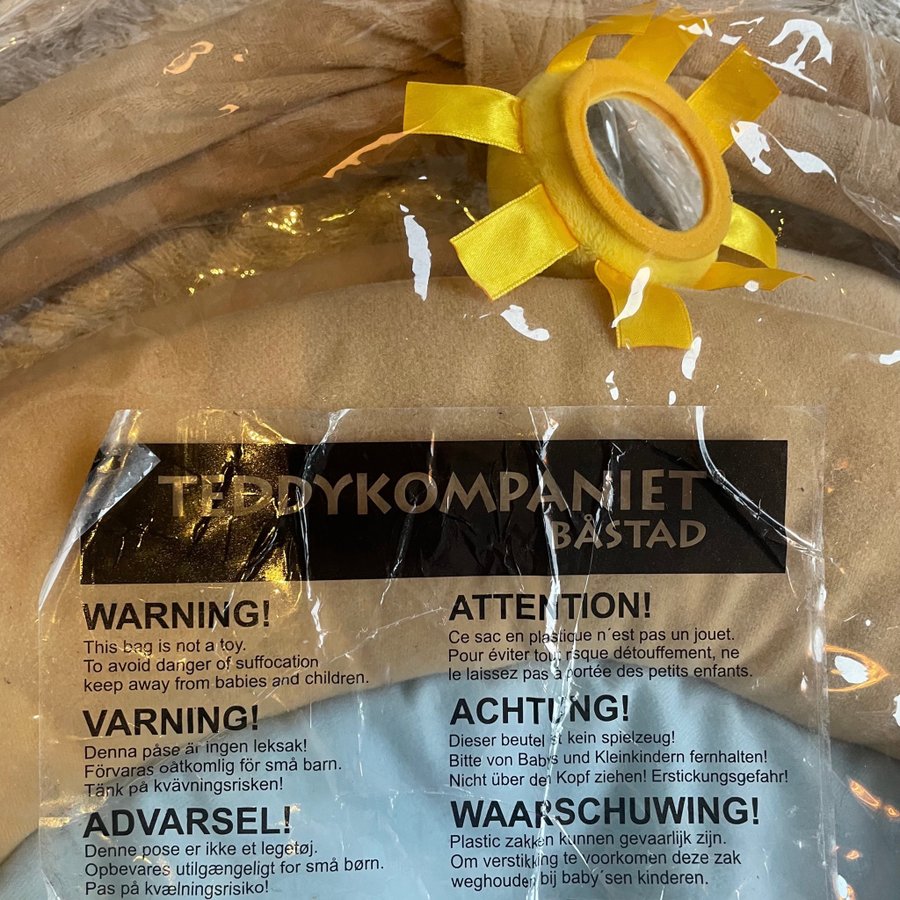 TEDDYKOMPANIET
BÅSTAD
WARNING!
This bag is not a toy.
To avoid danger of suffocation
keep away from babies and children.
VARNING!
Denna påse är ingen leksak!
Förvaras oåtkomlig för små barn.
Tänk på kvävningsrisken!
ADVARSEL!
Denne pose er ikke et legetøj.
Opbevares utilgængeligt for små børn.
Pas på kvælningsrisiko!
ATTENTION!
Ce sac en plastique n´est pas un jouet.
Pour éviter tout rsque détouffement, ne
le laissez pas à portée des petits enfants.
ACHTUNG!
Dieser beutel ist kein spielzeug!
Bitte von Babys und Kleinkindern fernhalten!
Nicht über den Kopf ziehen! Erstickungsgefahr!
WAARSCHUWING!
Plastic zakken kunnen gevaarlijk zijn.
Om verstikking te voorkomen deze zak
weghouden bij baby´sen kinderen.